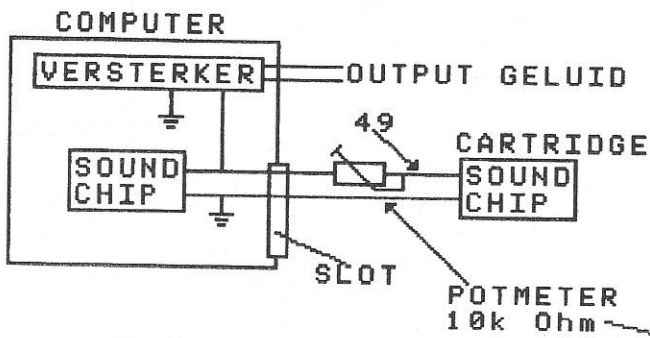 COMPUTER
VERSTERKER
OUTPUT GELUID
49
CARTRIDGE
SOUND
CHIP
SOUND
CHIP
SLOT
POTMETER
10k Ohm